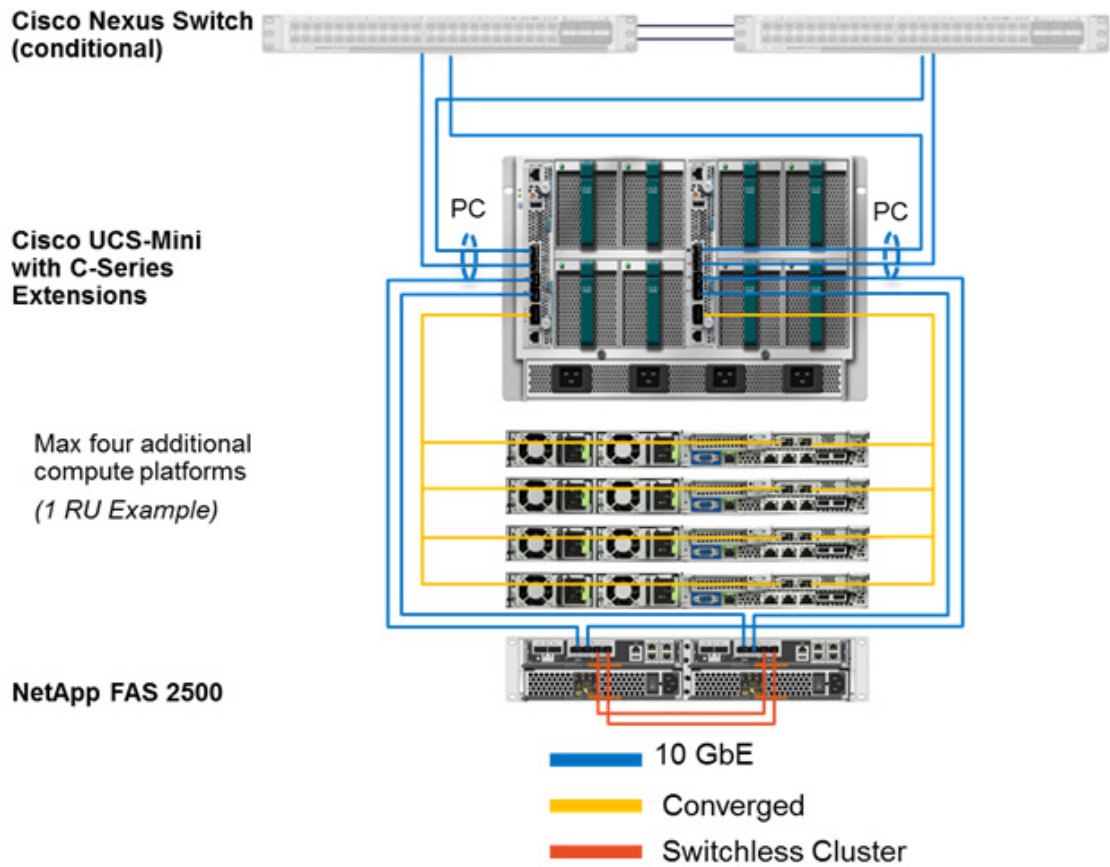 Cisco Nexus Switch
(conditional)
PC
PC
Cisco UCS-Mini
with C-Series
Extensions
Max four additional
compute platforms
(1 RU Example)
NetApp FAS 2500
10 GbE
Converged
Switchless Cluster